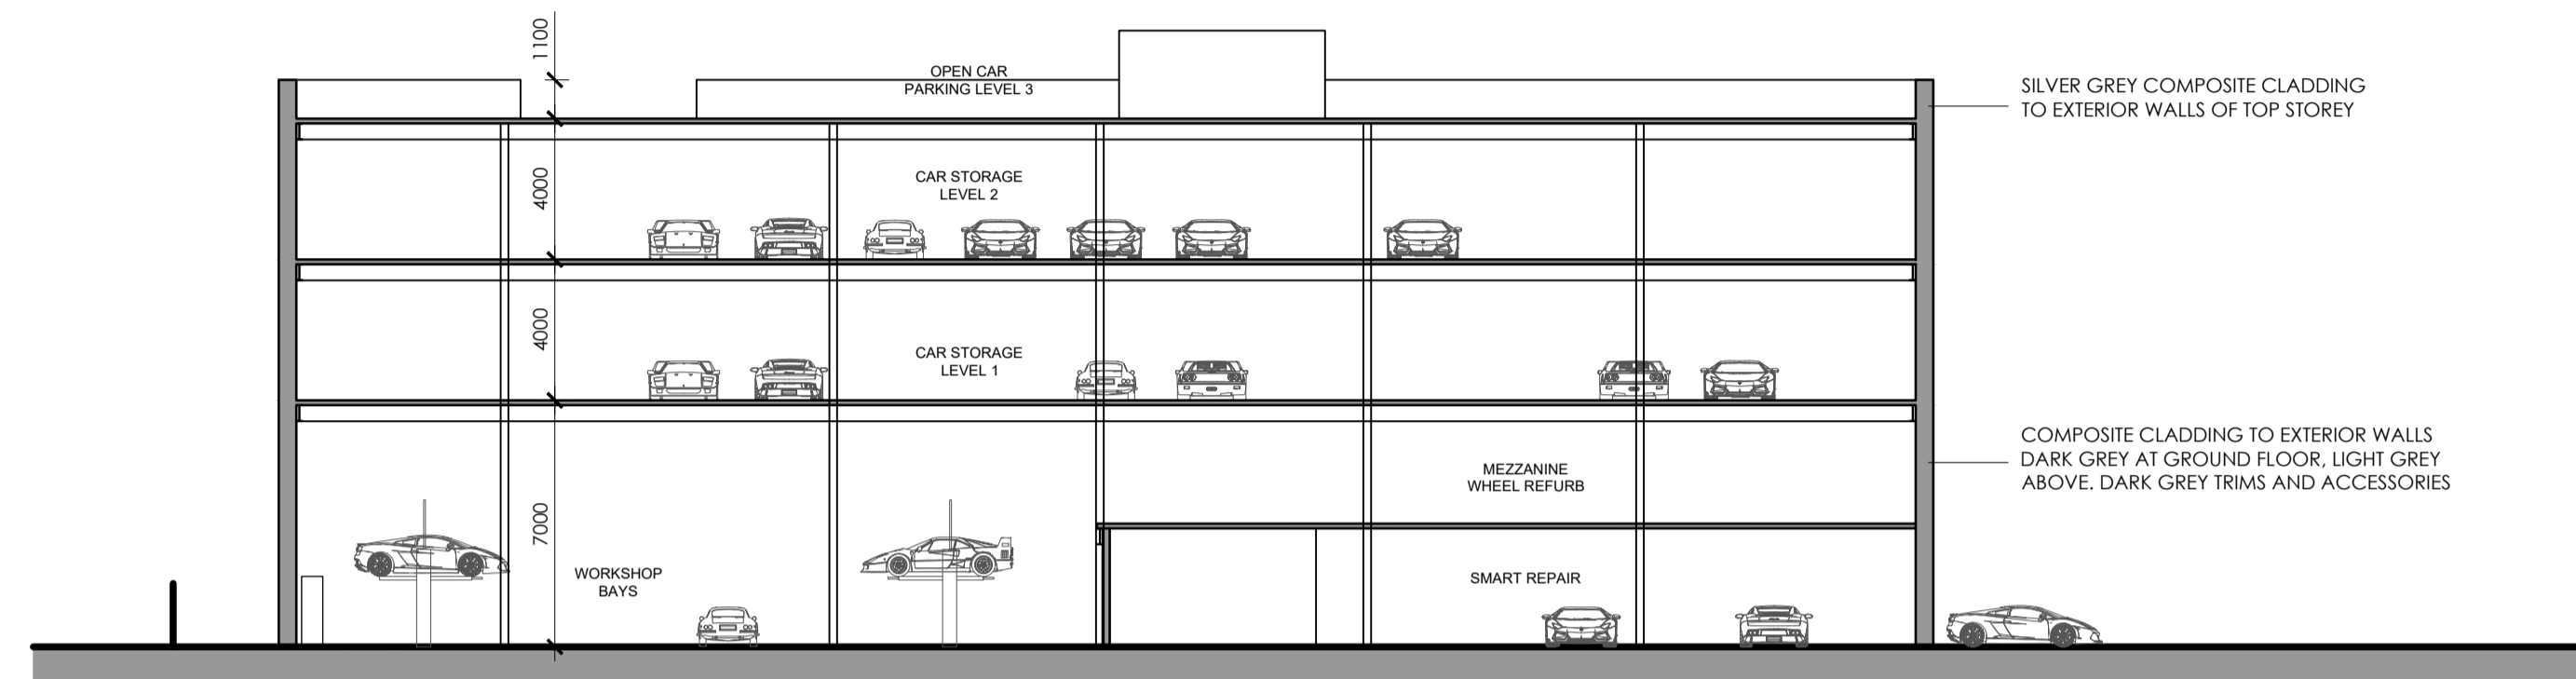 1100
OPEN CAR
PARKING LEVEL 3
SILVER GREY COMPOSITE CLADDING
TO EXTERIOR WALLS OF TOP STOREY
4000
CAR STORAGE
LEVEL 2
4000
CAR STORAGE
LEVEL 1
COMPOSITE CLADDING TO EXTERIOR WALLS
DARK GREY AT GROUND FLOOR, LIGHT GREY
ABOVE. DARK GREY TRIMS AND ACCESSORIES
MEZZANINE
WHEEL REFURB
7000
WORKSHOP
BAYS
SMART REPAIR